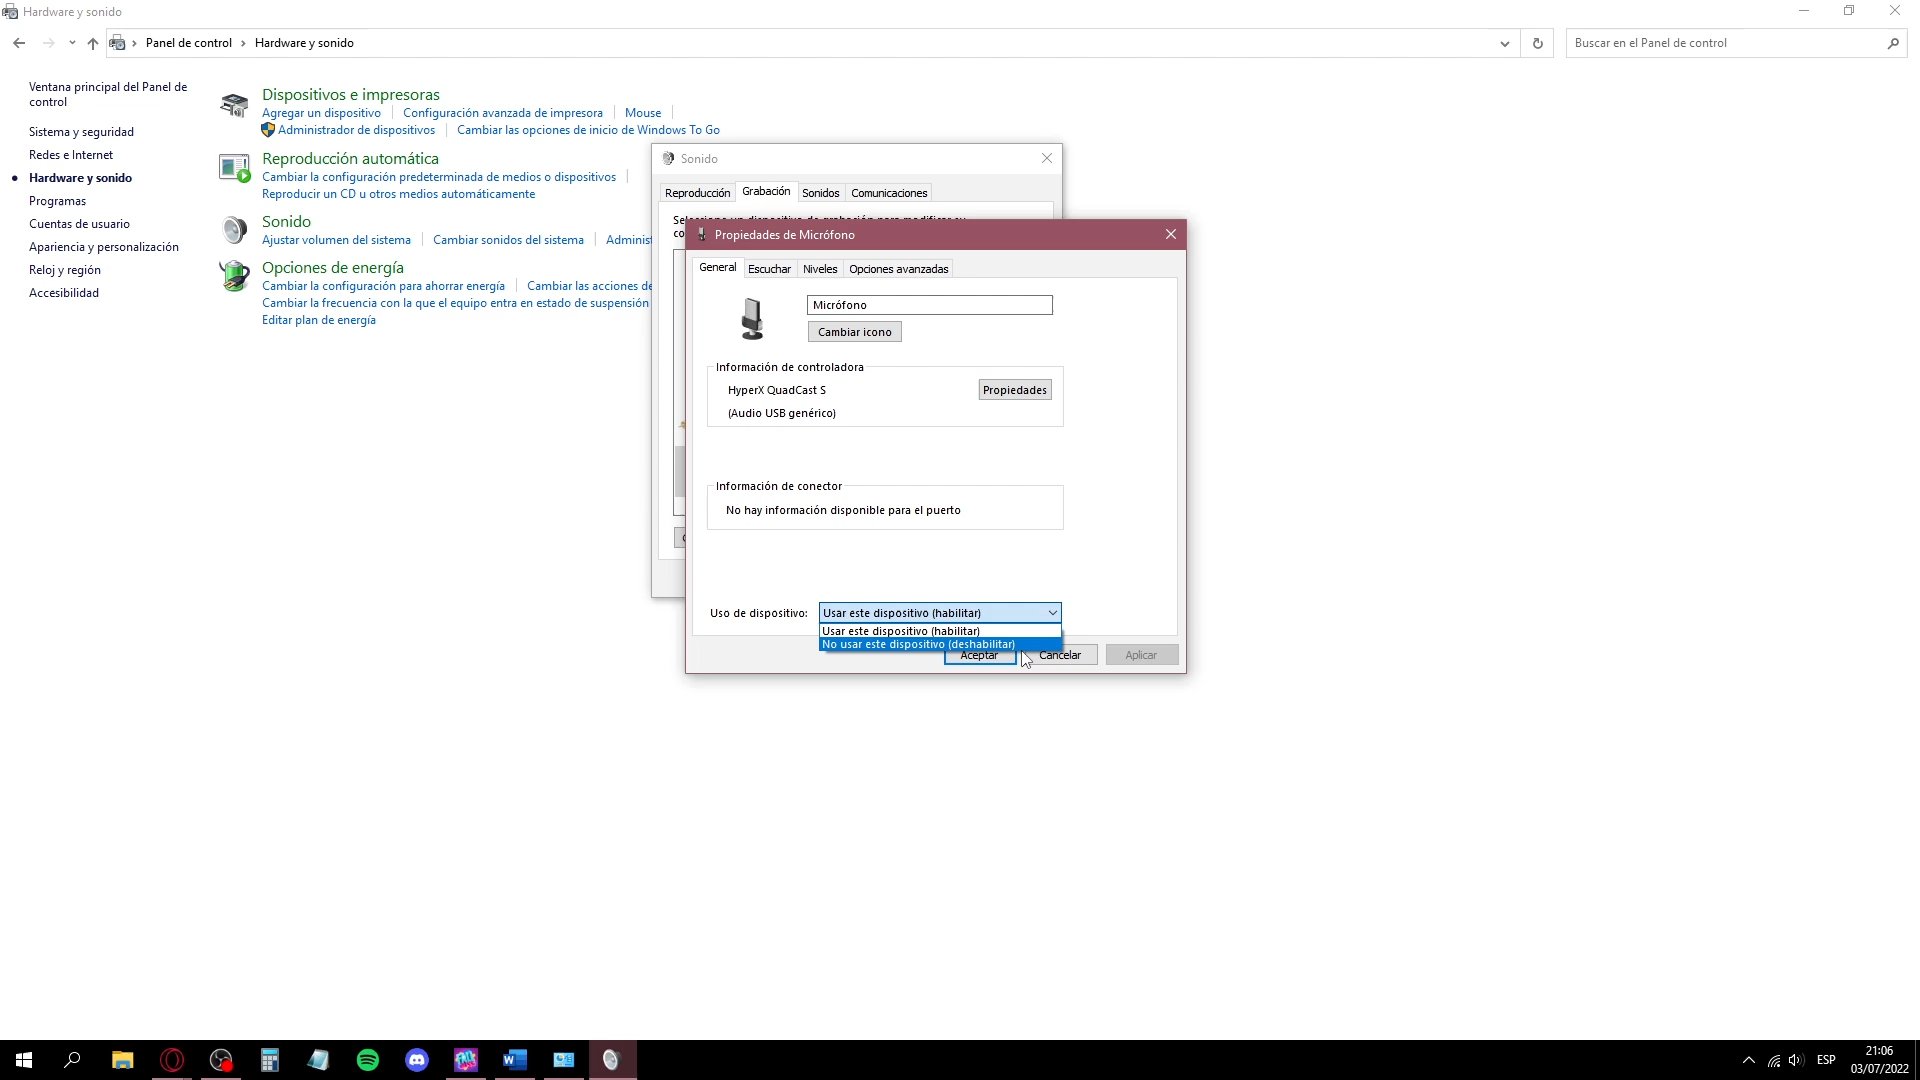 Hardware y sonido
Panel de control
Hardware y sonido
Buscar en el Panel de control
Ventana principal del Panel de
control
Sistema y seguridad
Redes e Internet
Hardware y sonido
Programas
Cuentas de usuario
Apariencia y personalización
Reloj y región
Accesibilidad
Dispositivos e impresoras
Agregar un dispositivo
Configuración avanzada de impresora
Mouse
Administrador de dispositivos
Cambiar las opciones de inicio de Windows To Go
Reproducción automática
Cambiar la configuración predeterminada de medios o dispositivos
Reproducir un CD u otros medios automáticamente
Sonido
Ajustar volumen del sistema
Cambiar sonidos del sistema
Opciones de energía
Cambiar la configuración para ahorrar energía
Cambiar las acciones de
Cambiar la frecuencia con la que el equipo entra en estado de suspensión
Editar plan de energía
Sonido
Reproducción
Grabación
Sonidos
Comunicaciones
Propiedades de Micrófono
General
Escuchar
Niveles
Opciones avanzadas
Micrófono
Cambiar icono
Información de controladora
HyperX QuadCast S
Propiedades
(Audio USB genérico)
Información de conector
No hay información disponible para el puerto
Uso de dispositivo:
Usar este dispositivo (habilitar)
Usar este dispositivo (habilitar)
No usar este dispositivo (deshabilitar)
Aceptar
Cancelar
Aplicar
ESP
21:06
03/07/2022